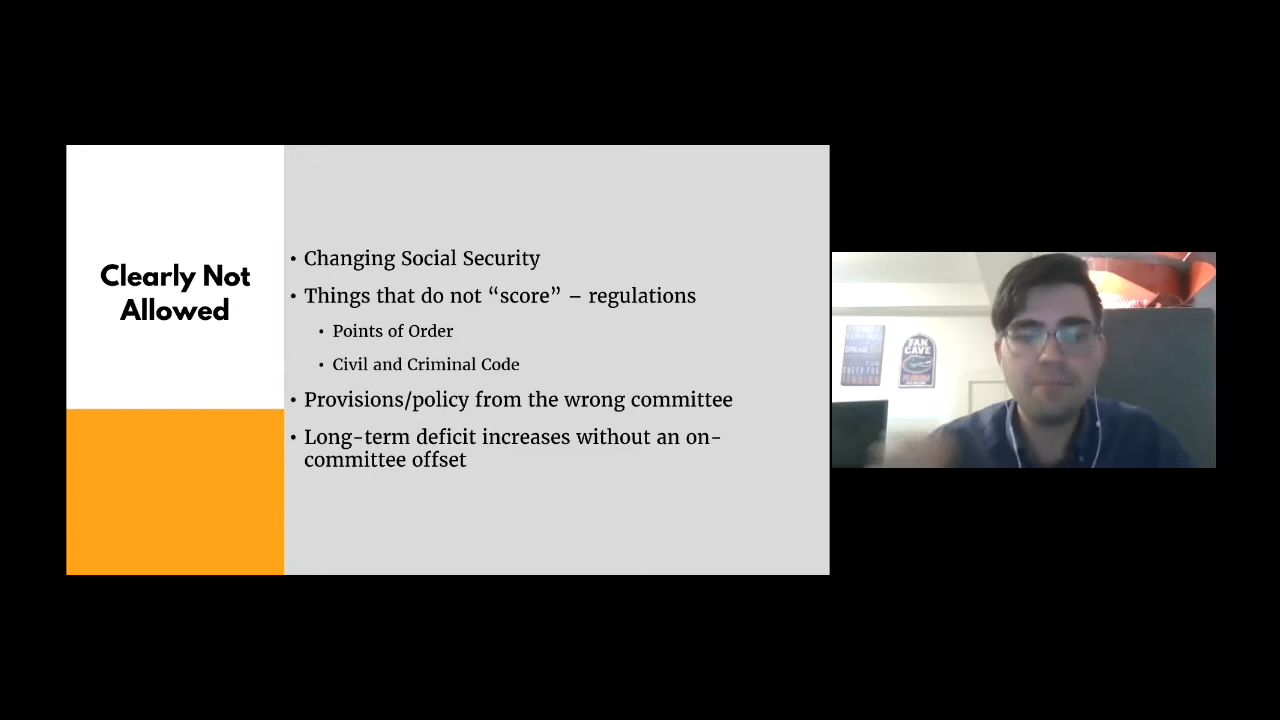 Clearly Not
Allowed
• Changing Social Security
• Things that do not “score” – regulations
• Points of Order
• Civil and Criminal Code
• Provisions/policy from the wrong committee
• Long-term deficit increases without an on-
committee offset
DREAM
FAN
CAVE